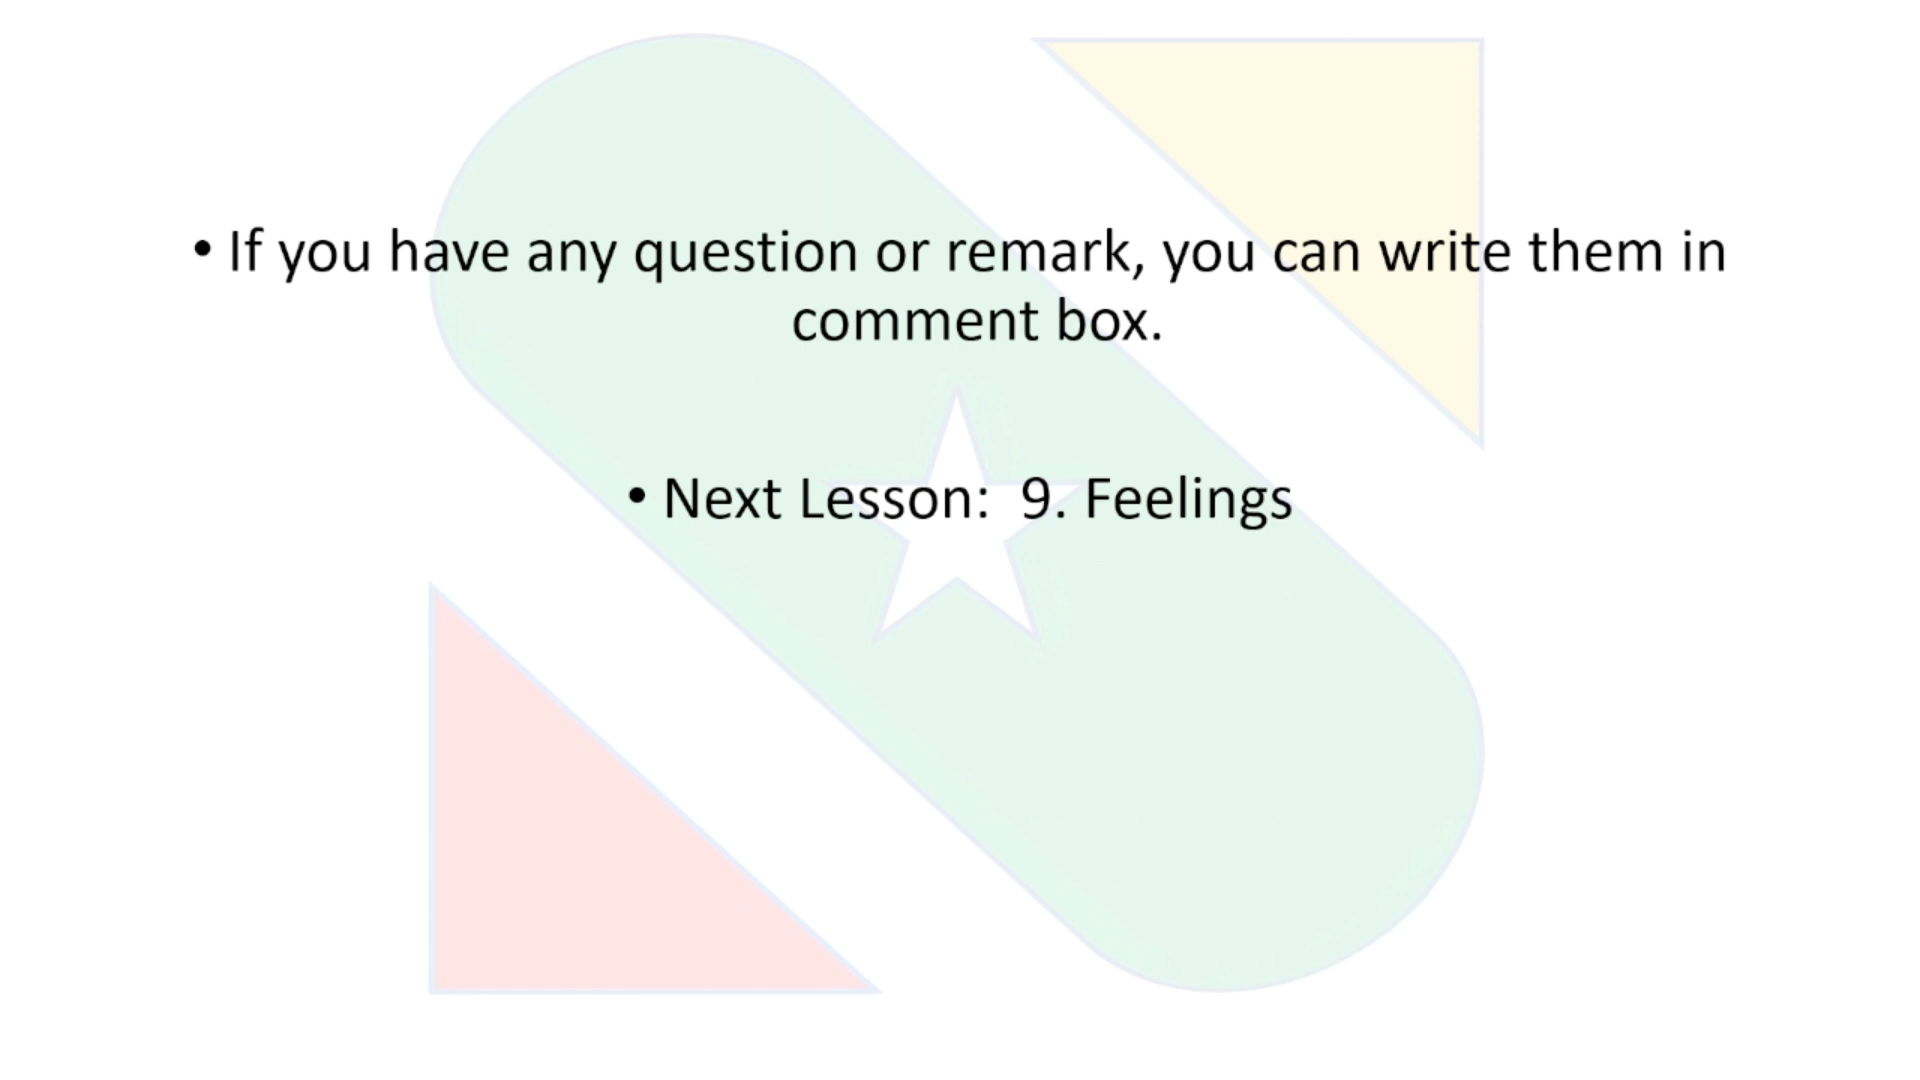 • If you have any question or remark, you can write them in
comment box.
• Next Lesson:  9. Feelings